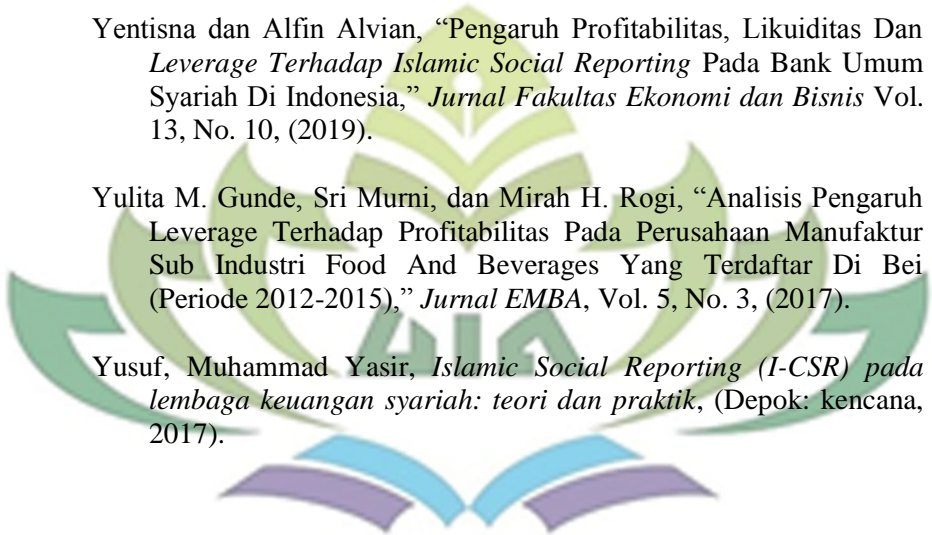 Yentisna dan Alfin Alvian, “Pengaruh Profitabilitas, Likuiditas Dan
Leverage Terhadap Islamic Social Reporting Pada Bank Umum
Syariah Di Indonesia,” Jurnal Fakultas Ekonomi dan Bisnis Vol.
13, No. 10, (2019).
Yulita M. Gunde, Sri Murni, dan Mirah H. Rogi, “Analisis Pengaruh
Leverage Terhadap Profitabilitas Pada Perusahaan Manufaktur
Sub Industri Food And Beverages Yang Terdaftar Di Bei
(Periode 2012-2015),” Jurnal EMBA, Vol. 5, No. 3, (2017).
Yusuf, Muhammad Yasir, Islamic Social Reporting (I-CSR) pada
lembaga keuangan syariah: teori dan praktik, (Depok: kencana,
2017).